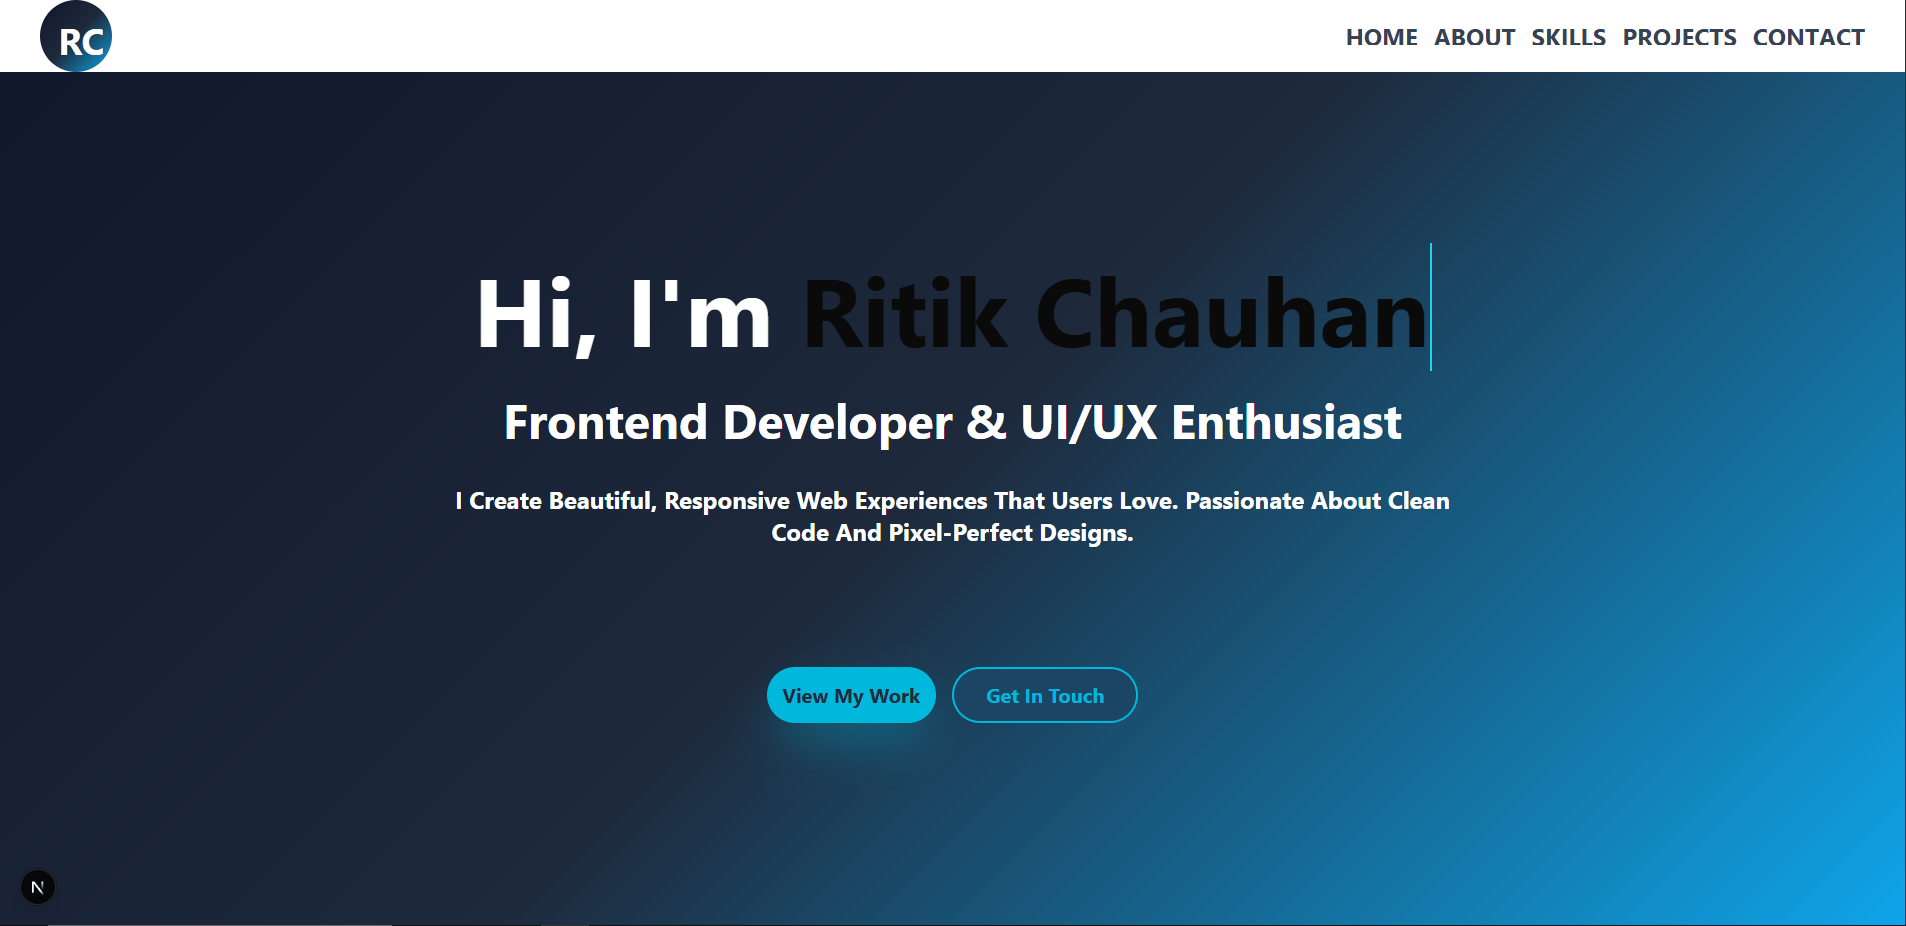 RC
HOME ABOUT SKILLS PROJECTS CONTACT
Hi, I'm Ritik Chauhan
Frontend Developer & UI/UX Enthusiast
I Create Beautiful, Responsive Web Experiences That Users Love. Passionate About Clean
Code And Pixel-Perfect Designs.
View My Work
Get In Touch
N